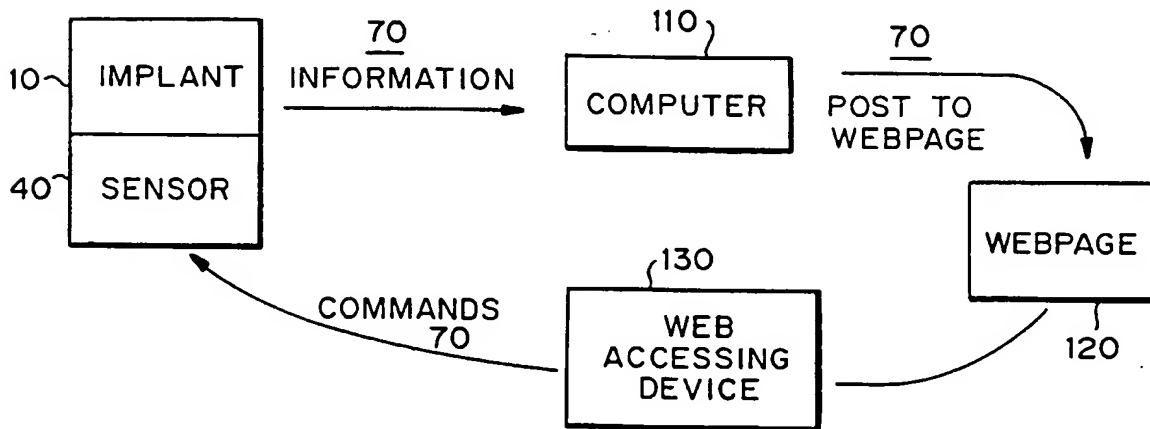 110
70
70
10
IMPLANT
INFORMATION
COMPUTER
POST TO
WEBPAGE
40
SENSOR
WEBPAGE
130
COMMANDS
70
WEB
ACCESSING
DEVICE
120